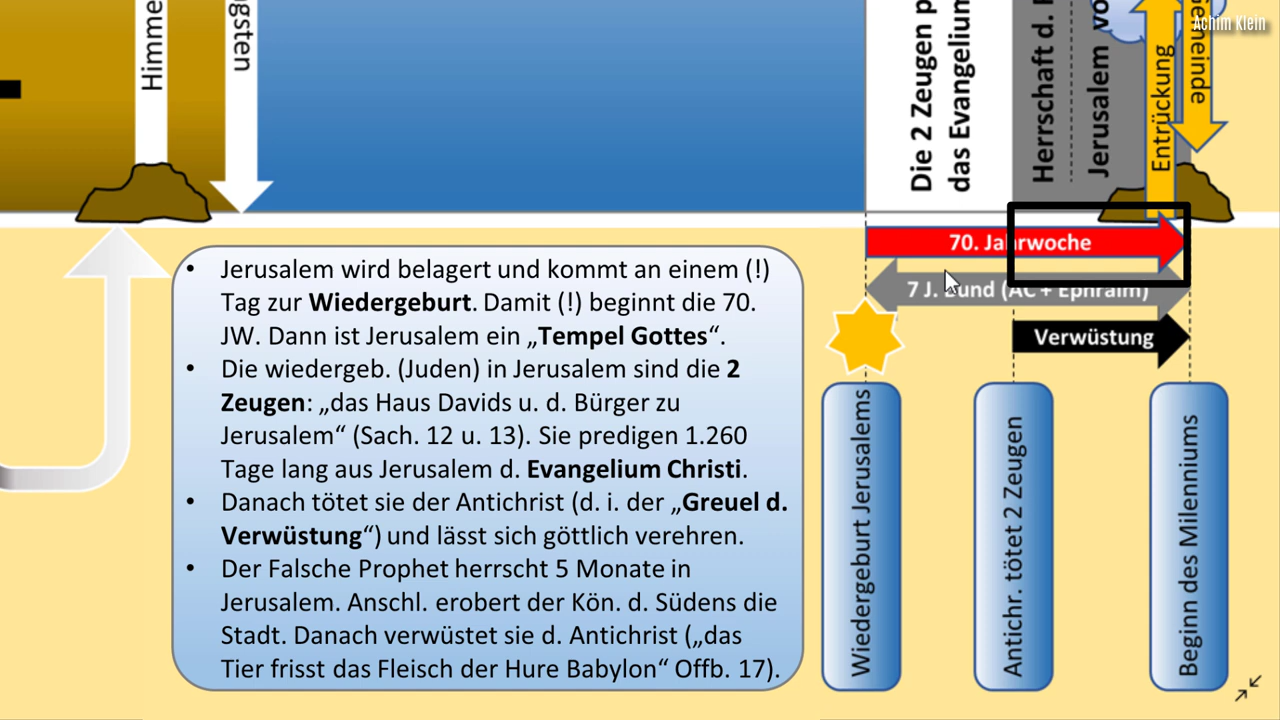 Achim Klein
Himme
ngsten
Die 2 Zeugen p
das Evangelium
Herrschaft d.
Jerusalem vo
Entrückung
Gemeinde
70. Jahrwoche
7 J. Bund (AC + Ephraim)
Verwüstung
• Jerusalem wird belagert und kommt an einem (!)
Tag zur Wiedergeburt. Damit (!) beginnt die 70.
JW. Dann ist Jerusalem ein „Tempel Gottes“.
• Die wiedergeb. (Juden) in Jerusalem sind die 2
Zeugen: „das Haus Davids u. d. Bürger zu
Jerusalem“ (Sach. 12 u. 13). Sie predigen 1.260
Tage lang aus Jerusalem d. Evangelium Christi.
• Danach tötet sie der Antichrist (d. i. der „Greuel d.
Verwüstung“) und lässt sich göttlich verehren.
• Der Falsche Prophet herrscht 5 Monate in
Jerusalem. Anschl. erobert der Kön. d. Südens die
Stadt. Danach verwüstet sie d. Antichrist („das
Tier frisst das Fleisch der Hure Babylon“ Offb. 17).
Wiedergeburt Jerusalems
Antichr. tötet 2 Zeugen
Beginn des Milenniums